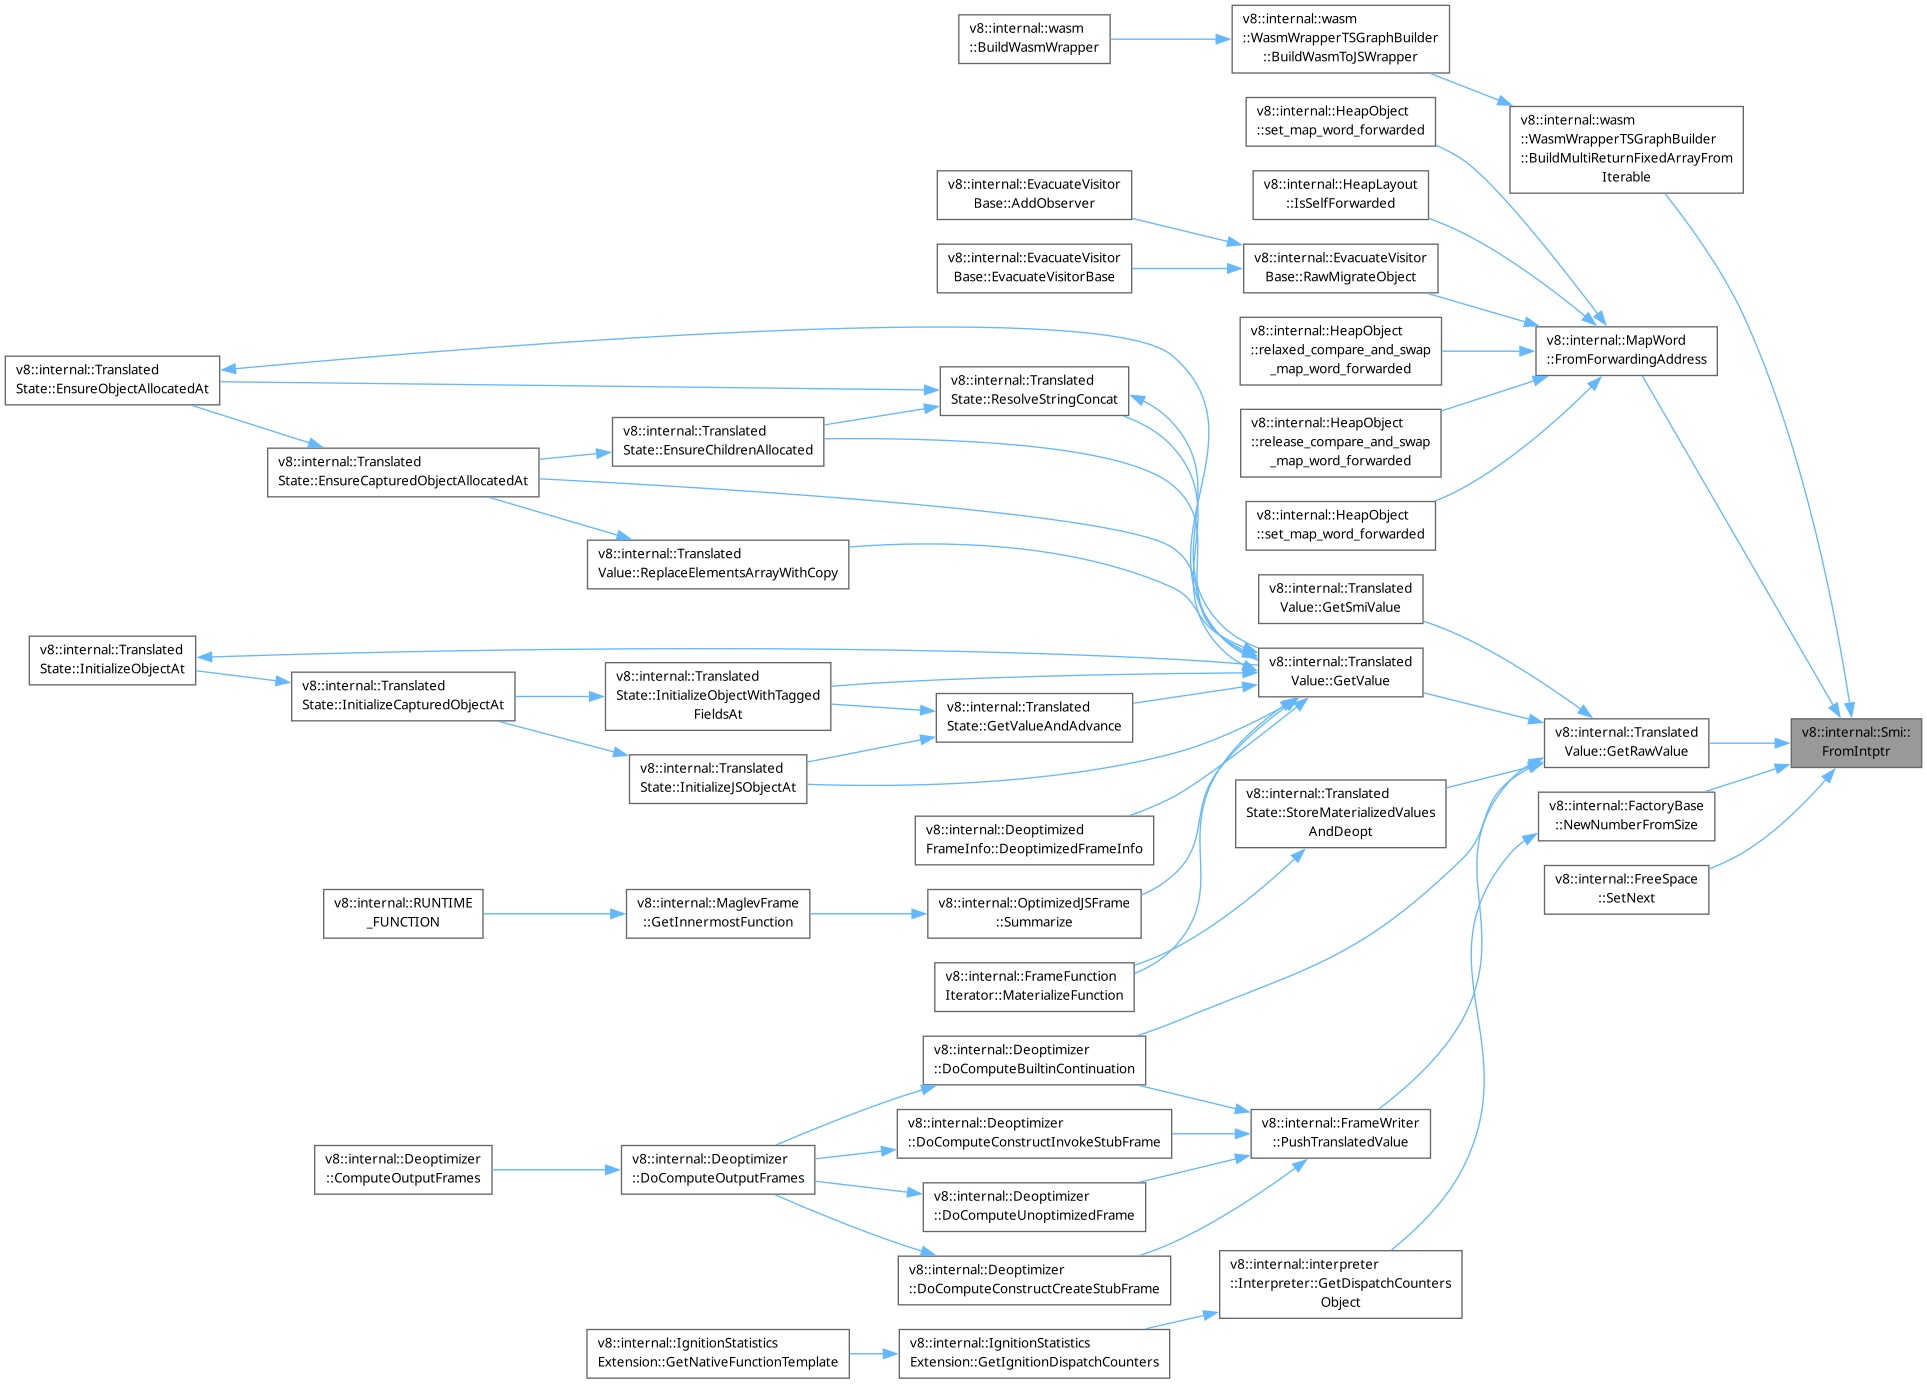 v8::internal::wasm
::BuildWasmWrapper
v8::internal::wasm
::WasmWrapperTSGraphBuilder
::BuildWasmToJSWrapper
v8::internal::HeapObject
::set_map_word_forwarded
v8::internal::wasm
::WasmWrapperTSGraphBuilder
::BuildMultiReturnFixedArrayFrom
Iterable
v8::internal::EvacuateVisitor
Base::AddObserver
v8::internal::HeapLayout
::IsSelfForwarded
v8::internal::EvacuateVisitor
Base::EvacuateVisitorBase
v8::internal::EvacuateVisitor
Base::RawMigrateObject
v8::internal::HeapObject
::relaxed_compare_and_swap
_map_word_forwarded
v8::internal::MapWord
::FromForwardingAddress
v8::internal::Translated
State::EnsureObjectAllocatedAt
v8::internal::Translated
State::ResolveStringConcat
v8::internal::HeapObject
::release_compare_and_swap
_map_word_forwarded
v8::internal::Translated
State::EnsureChildrenAllocated
v8::internal::Translated
State::EnsureCapturedObjectAllocatedAt
v8::internal::HeapObject
::set_map_word_forwarded
v8::internal::Translated
Value::ReplaceElementsArrayWithCopy
v8::internal::Translated
Value::GetSmiValue
v8::internal::Translated
State::InitializeObjectAt
v8::internal::Translated
State::InitializeCapturedObjectAt
v8::internal::Translated
State::InitializeObjectWithTagged
FieldsAt
v8::internal::Translated
Value::GetValue
v8::internal::Translated
State::GetValueAndAdvance
v8::internal::Translated
Value::GetRawValue
v8::internal::Smi::
FromIntptr
v8::internal::Translated
State::InitializeJSObjectAt
v8::internal::Translated
State::StoreMaterializedValues
AndDeopt
v8::internal::FactoryBase
::NewNumberFromSize
v8::internal::Deoptimized
FrameInfo::DeoptimizedFrameInfo
v8::internal::FreeSpace
::SetNext
v8::internal::RUNTIME
_FUNCTION
v8::internal::MaglevFrame
::GetInnermostFunction
v8::internal::OptimizedJSFrame
::Summarize
v8::internal::FrameFunction
Iterator::MaterializeFunction
v8::internal::Deoptimizer
::DoComputeBuiltinContinuation
v8::internal::Deoptimizer
::DoComputeConstructInvokeStubFrame
v8::internal::FrameWriter
::PushTranslatedValue
v8::internal::Deoptimizer
::ComputeOutputFrames
v8::internal::Deoptimizer
::DoComputeOutputFrames
v8::internal::Deoptimizer
::DoComputeUnoptimizedFrame
v8::internal::Deoptimizer
::DoComputeConstructCreateStubFrame
v8::internal::interpreter
::Interpreter::GetDispatchCounters
Object
v8::internal::IgnitionStatistics
Extension::GetNativeFunctionTemplate
v8::internal::IgnitionStatistics
Extension::GetIgnitionDispatchCounters